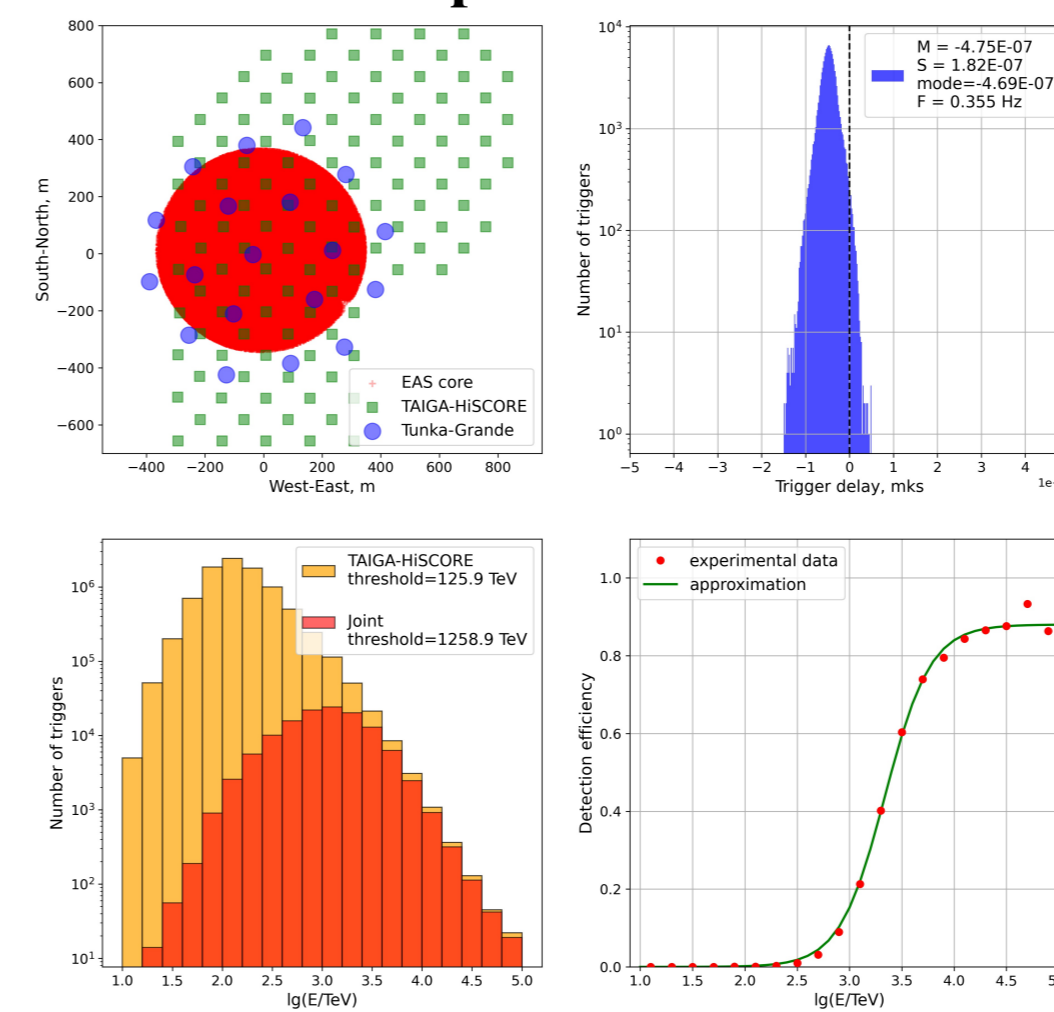 800
600
400
200
0
−200
−400
−600
South-North, m
−400 −200 0 200 400 600 800
West-East, m
EAS core
TAIGA-HiSCORE
Tunka-Grande
10⁴
10³
10²
10¹
10⁰
Number of triggers
M = -4.75E-07
S = 1.82E-07
mode=-4.69E-07
F = 0.355 Hz
−5 −4 −3 −2 −1 0 1 2 3 4
Trigger delay, mks
1e
10⁶
10⁵
10⁴
10³
10²
10¹
Number of triggers
TAIGA-HiSCORE
threshold=125.9 TeV
Joint
threshold=1258.9 TeV
1.0 1.5 2.0 2.5 3.0 3.5 4.0 4.5 5.0
lg(E/TeV)
1.0
0.8
0.6
0.4
0.2
0.0
Detection efficiency
experimental data
approximation
1.0 1.5 2.0 2.5 3.0 3.5 4.0 4.5
lg(E/TeV)